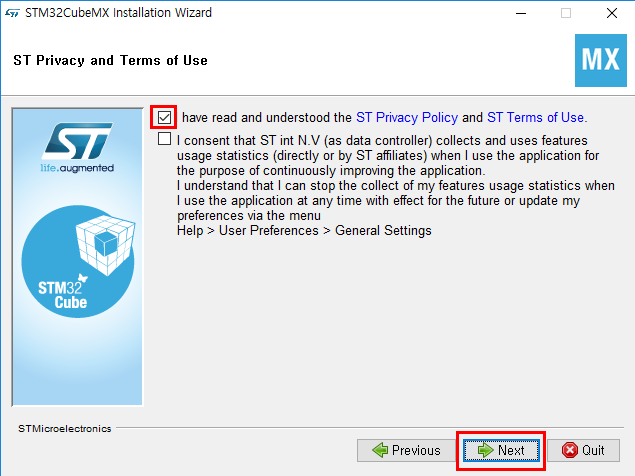 STM32CubeMX Installation Wizard
ST Privacy and Terms of Use
MX
ST
life.augmented
STM32
Cube
have read and understood the ST Privacy Policy and ST Terms of Use.
I consent that ST int N.V (as data controller) collects and uses features
usage statistics (directly or by ST affiliates) when I use the application for
the purpose of continuously improving the application.
I understand that I can stop the collect of my features usage statistics when
I use the application at any time with effect for the future or update my
preferences via the menu
Help > User Preferences > General Settings
STMicroelectronics
Previous
Next
Quit